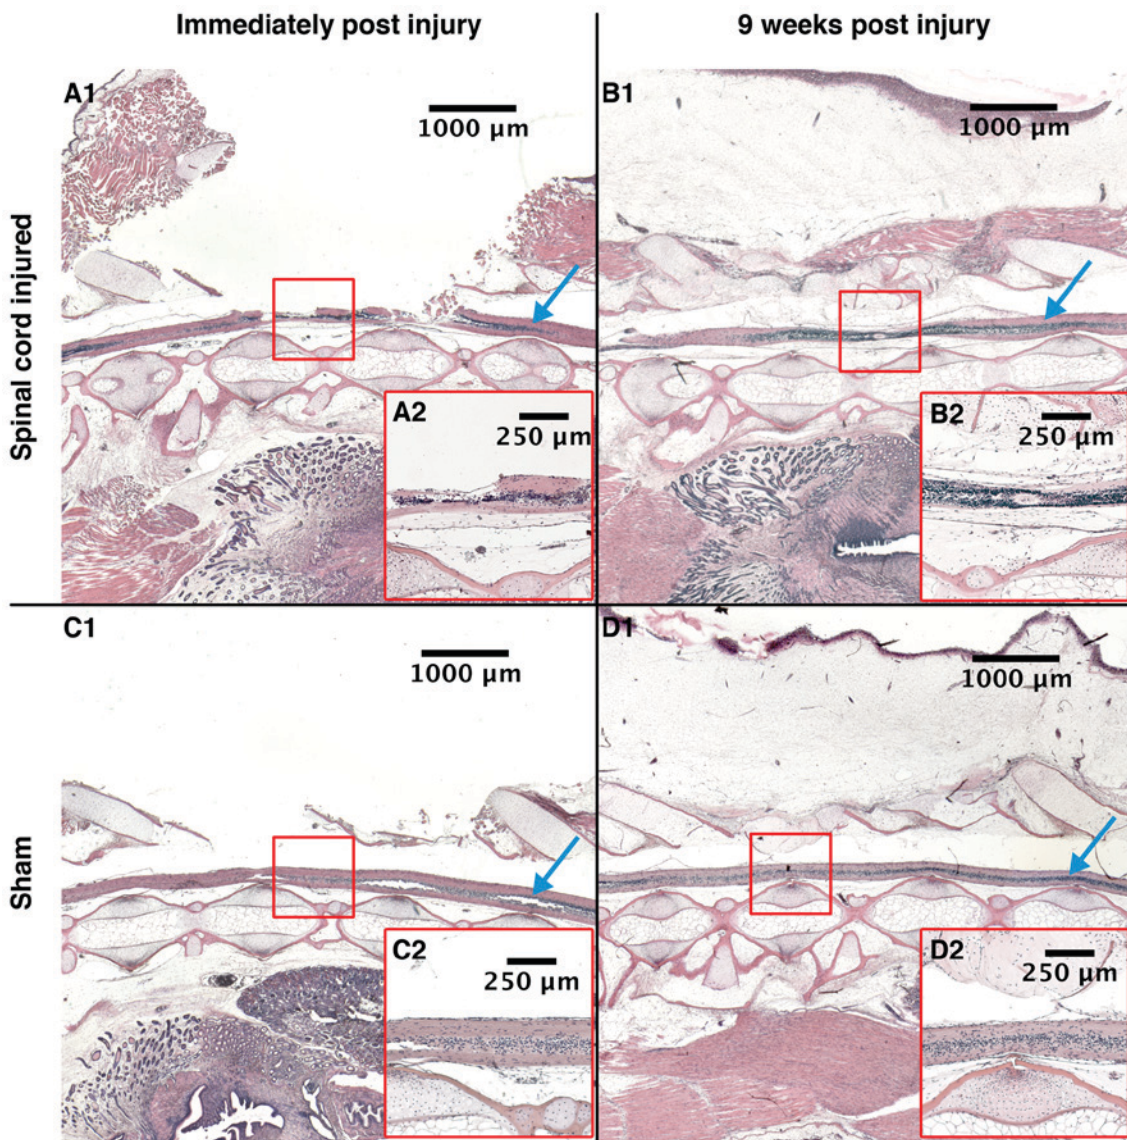 Immediately post injury
9 weeks post injury
Spinal cord injured
A1
1000 µm
B1
1000 µm
A2
250 µm
B2
250 µm
Sham
C1
1000 µm
D1
1000 µm
C2
250 µm
D2
250 µm